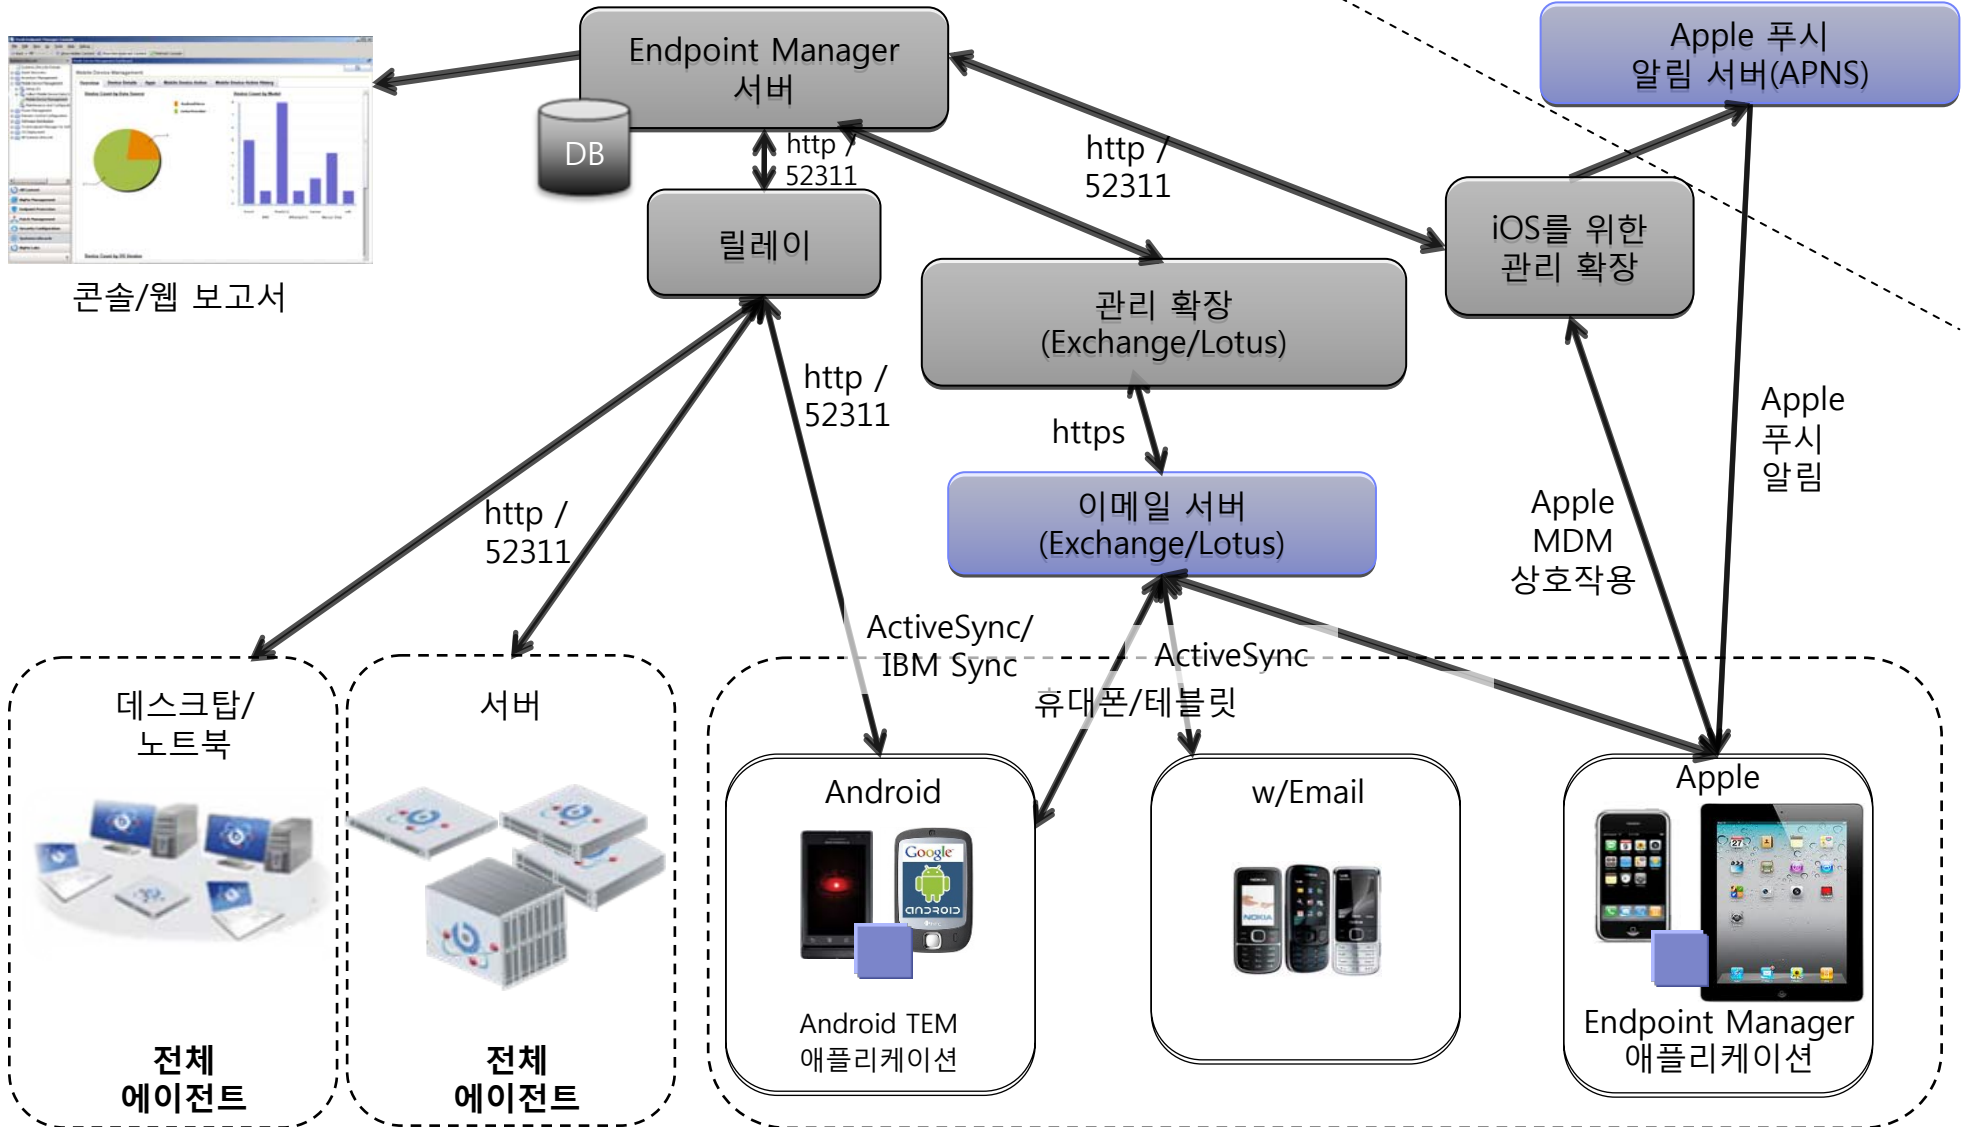 Endpoint Manager
서버
DB
Apple 푸시
알림 서버(APNS)
http /
52311
http /
52311
릴레이
iOS를 위한
관리 확장
관리 확장
(Exchange/Lotus)
콘솔/웹 보고서
http /
52311
https
Apple
푸시
알림
이메일 서버
(Exchange/Lotus)
http /
52311
Apple
MDM
상호작용
ActiveSync/
IBM Sync
ActiveSync
휴대폰/테블릿
데스크탑/
노트북
서버
Android
w/Email
Apple
Google
ANDROID
NOKIA
Android TEM
애플리케이션
Endpoint Manager
애플리케이션
전체
에이전트
전체
에이전트
Mobile Device Management